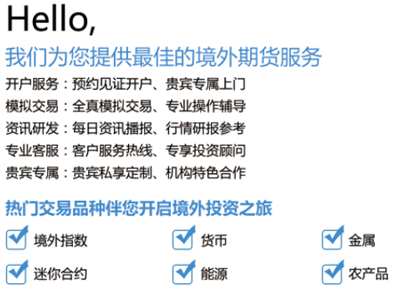 Hello,
我们为您提供最佳的境外期货服务
开户服务：预约见证开户、贵宾专属上门
模拟交易：全真模拟交易、专业操作辅导
资讯研发：每日资讯播报、行情研报参考
专业客服：客户服务热线、专享投资顾问
贵宾专属：贵宾私享定制、机构特色合作
热门交易品种伴您开启境外投资之旅
境外指数 货币 金属
迷你合约 能源 农产品